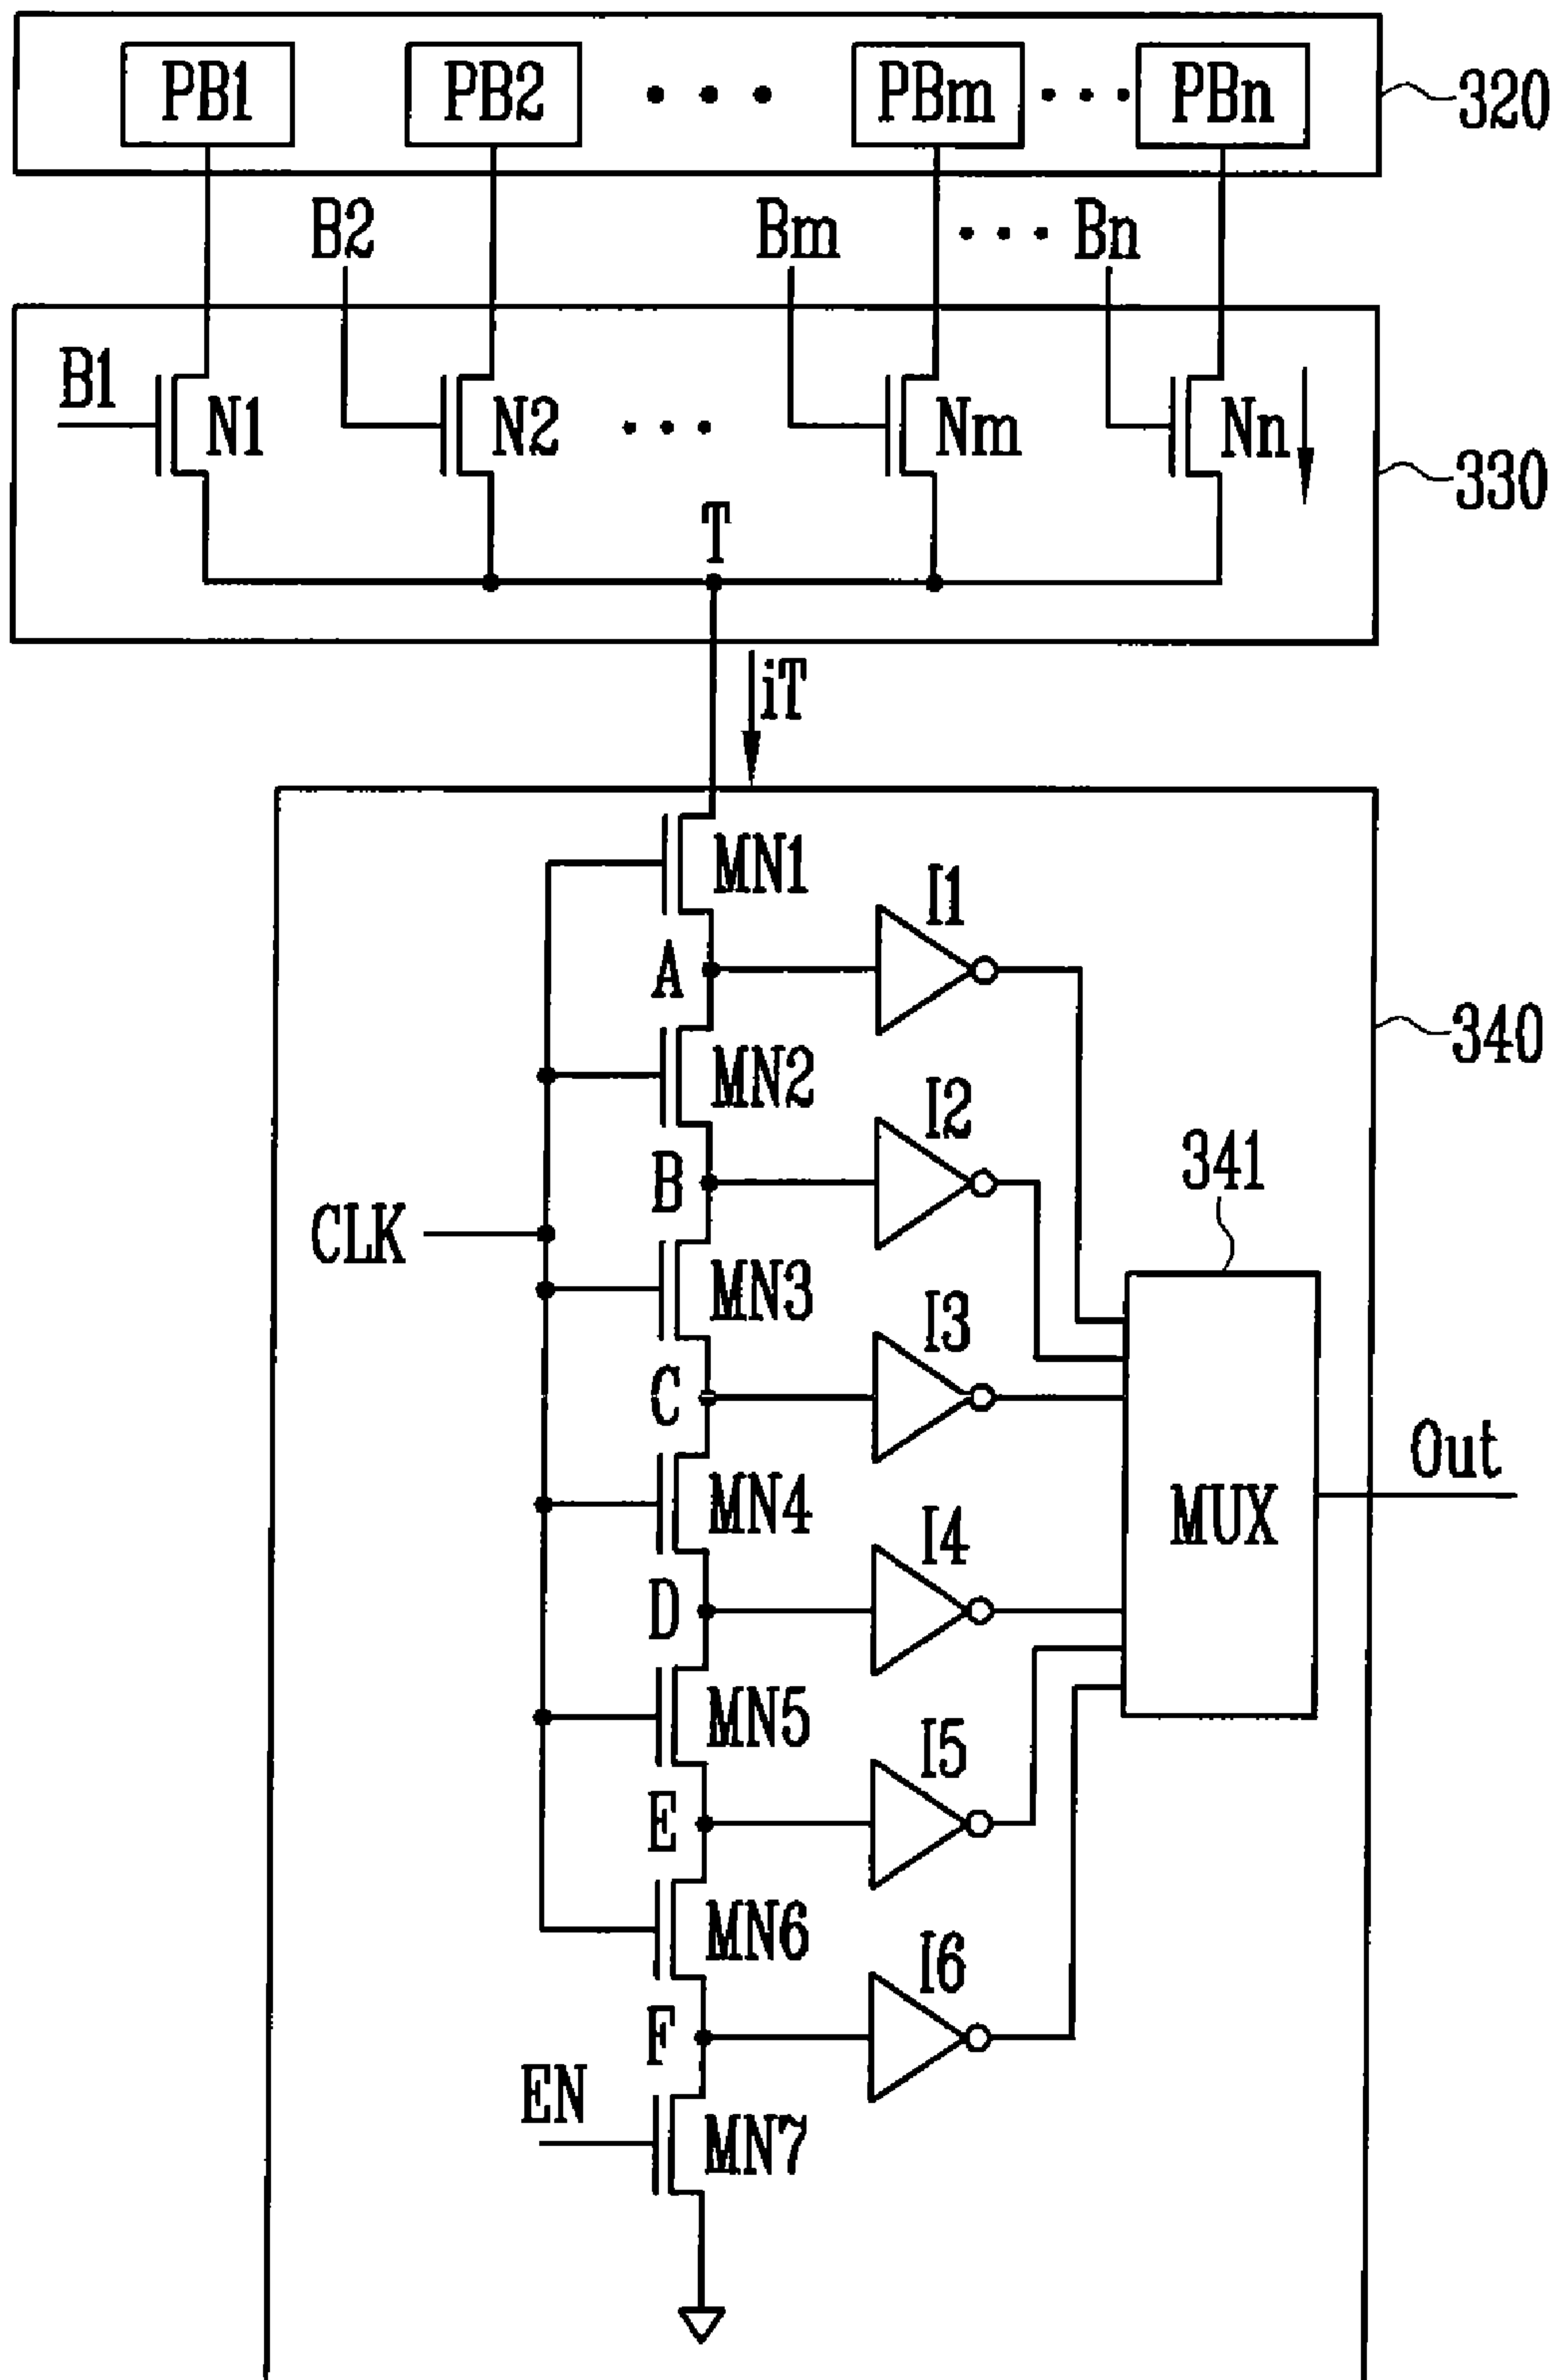 PB1 PB2 • • • PBm • • • PBn
320
B2 Bm • • • Bn
B1 N1 N2 • • • Nm Nn
330
T
iT
MN1
I1
A
340
MN2
I2
341
B
CLK
MN3
I3
C
Out
MN4
I4
MUX
D
MN5
I5
E
MN6
I6
F
EN
MN7